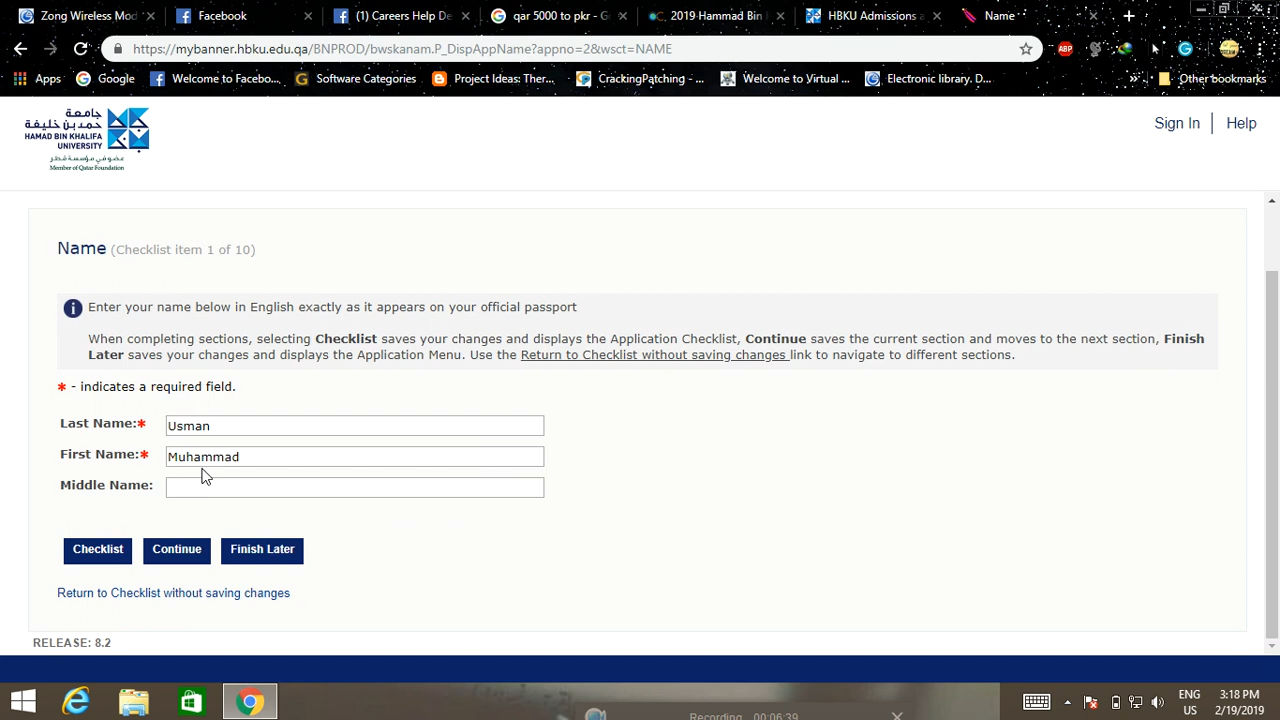 Zong Wireless Mod
Facebook
(1) Careers Help De
qar 5000 to pkr - G
2019 Hammad Bin
HBKU Admissions a
Name
https://mybanner.hbku.edu.qa/BNPROD/bwskanam.P_DispAppName?appno=2&wsct=NAME
ABP
Apps
Google
Welcome to Facebo...
Software Categories
Project Ideas: Ther...
CrackingPatching - ...
Welcome to Virtual ...
Electronic library. D...
Other bookmarks
جامعة
حمد بن خليفة
HAMAD BIN KHALIFA
UNIVERSITY
عضو في مؤسسة قطر
Member of Qatar Foundation
Sign In
Help
Name (Checklist item 1 of 10)
Enter your name below in English exactly as it appears on your official passport
When completing sections, selecting Checklist saves your changes and displays the Application Checklist, Continue saves the current section and moves to the next section, Finish
Later saves your changes and displays the Application Menu. Use the Return to Checklist without saving changes link to navigate to different sections.
* - indicates a required field.
Last Name:* Usman
First Name:* Muhammad
Middle Name:
Checklist
Continue
Finish Later
Return to Checklist without saving changes
RELEASE: 8.2
Recording 00:06:39
ENG
US
3:18 PM
2/19/2019